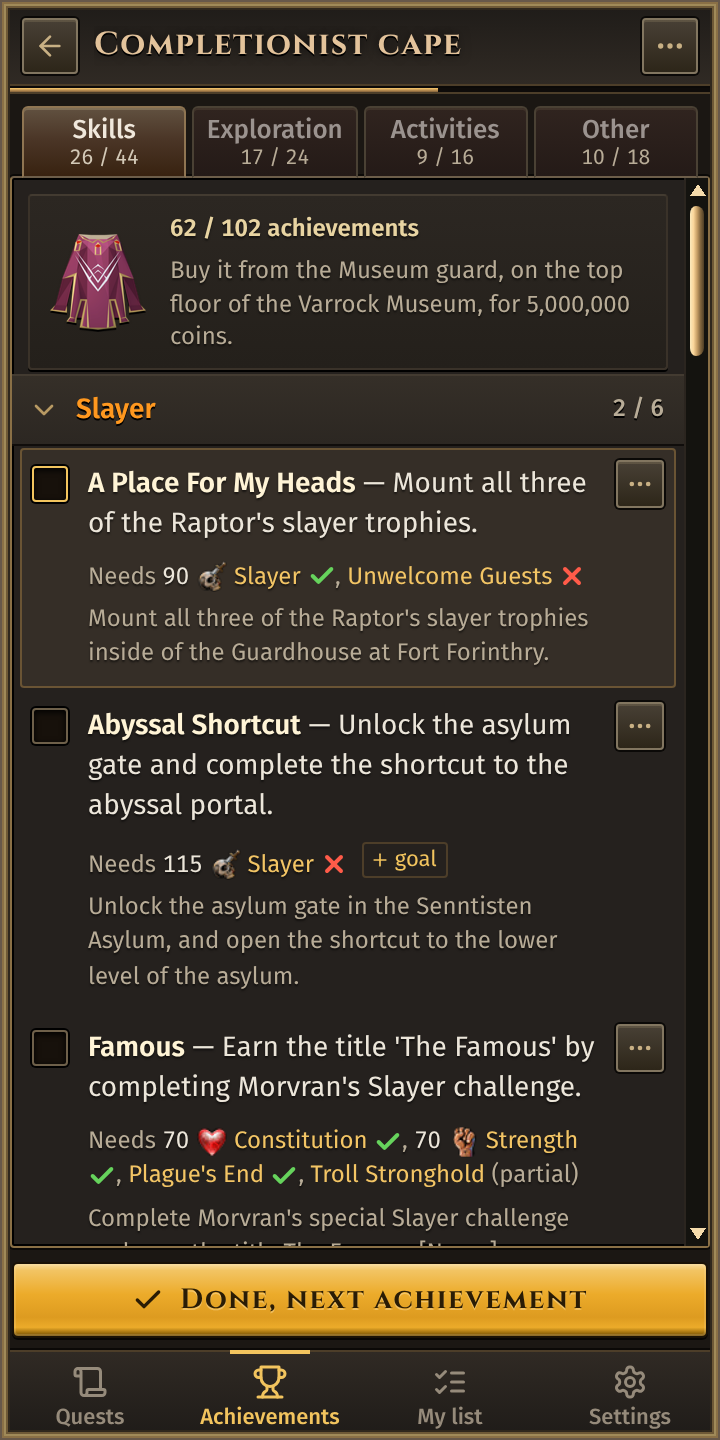 Completionist cape
Skills
26 / 44
Exploration
17 / 24
Activities
9 / 16
Other
10 / 18
62 / 102 achievements
Buy it from the Museum guard, on the top
floor of the Varrock Museum, for 5,000,000
coins.
Slayer
2 / 6
A Place For My Heads — Mount all three
of the Raptor's slayer trophies.
Needs 90 Slayer ✓, Unwelcome Guests ✗
Mount all three of the Raptor's slayer trophies
inside of the Guardhouse at Fort Forinthry.
Abyssal Shortcut — Unlock the asylum
gate and complete the shortcut to the
abyssal portal.
Needs 115 Slayer ✗ + goal
Unlock the asylum gate in the Senntisten
Asylum, and open the shortcut to the lower
level of the asylum.
Famous — Earn the title 'The Famous' by
completing Morvran's Slayer challenge.
Needs 70 Constitution ✓, 70 Strength
✓, Plague's End ✓, Troll Stronghold (partial)
Complete Morvran's special Slayer challenge
Done, next achievement
Quests
Achievements
My list
Settings